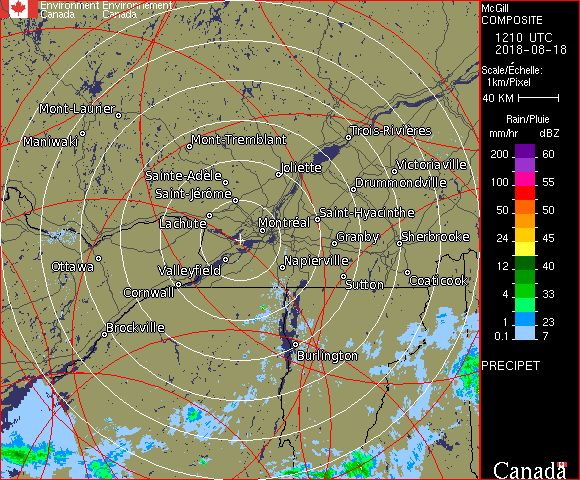 Environment Environnement
Canada Canada
Mont-Laurier
Maniwaki
Mont-Tremblant
Trois-Rivières
Joliette
Victoriaville
Sainte-Adèle
Drummondville
Saint-Jérôme
Lachute
Saint-Hyacinthe
Montréal
Granby
Sherbrooke
Ottawa
Valleyfield
Napierville
Cornwall
Sutton
Coaticook
Brockville
Burlington
McGill
COMPOSITE
1210 UTC
2018-08-18
Scale/Échelle:
1km/Pixel
40 KM
Rain/Pluie
mm/hr dBZ
200 60
55
100 55
50 50
24 45
12 40
4 33
1 23
0.1 7
PRECIPET
Canada